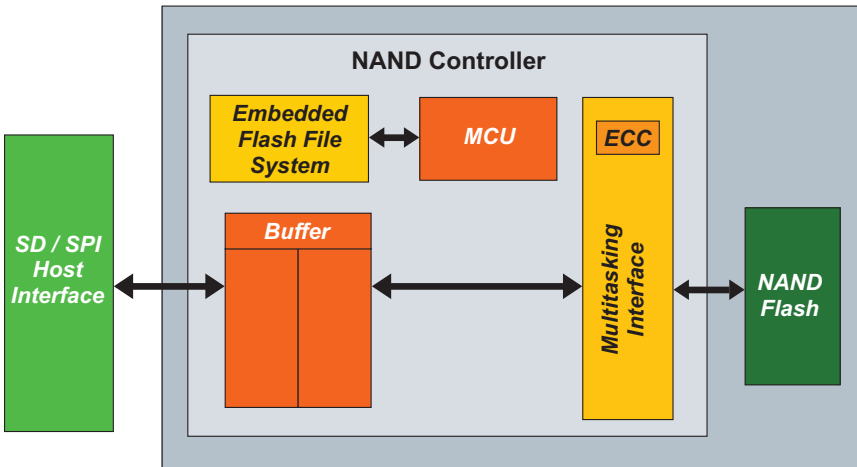 NAND Controller
Embedded
Flash File
System
MCU
ECC
Buffer
SD / SPI
Host
Interface
Multitasking
Interface
NAND
Flash